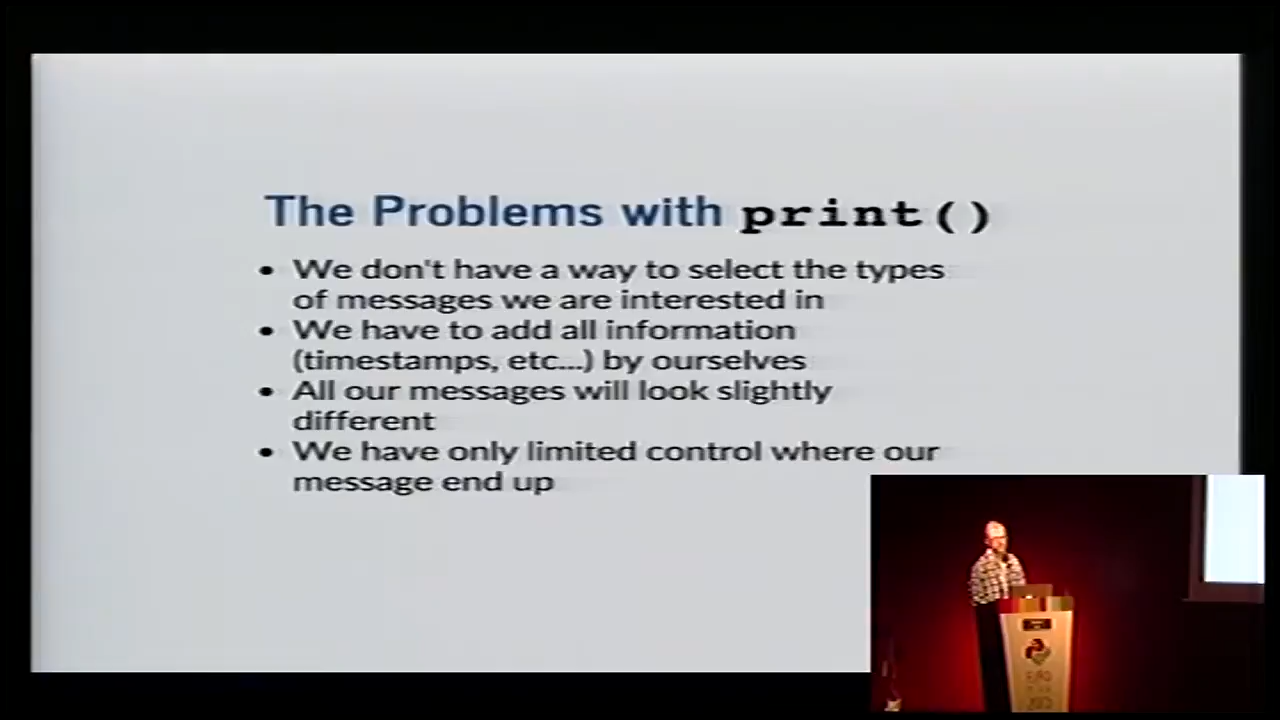 The Problems with print()
• We don't have a way to select the types
of messages we are interested in
• We have to add all information
(timestamps, etc...) by ourselves
• All our messages will look slightly
different
• We have only limited control where our
message end up